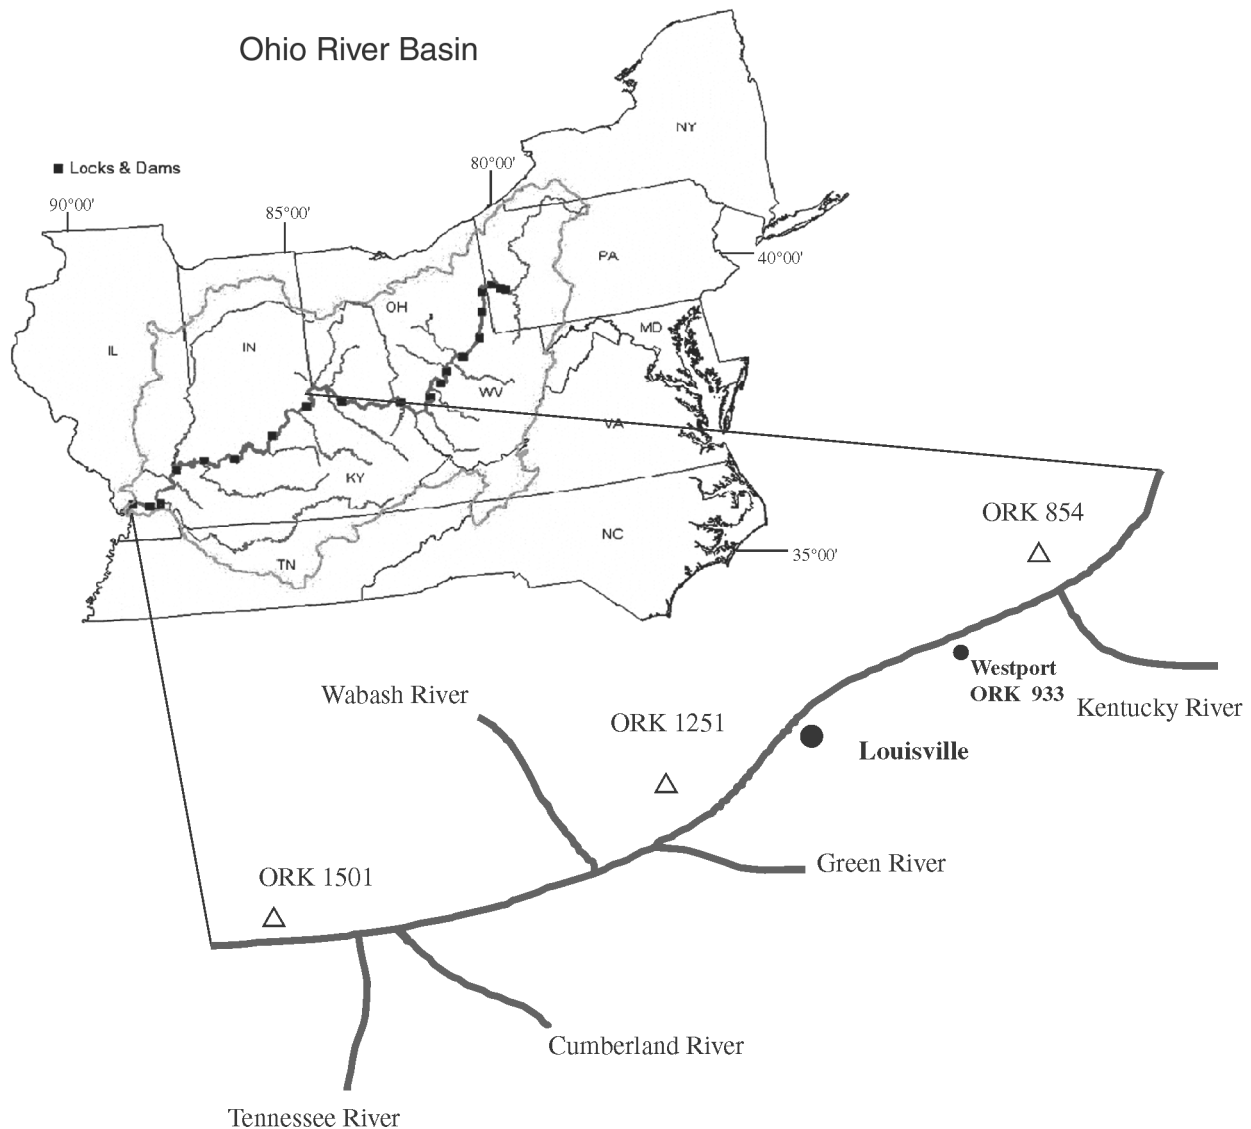 Ohio River Basin
NY
Locks & Dams
80°00'
90°00'
85°00'
PA
40°00'
OH
MD
IL
IN
WV
VA
KY
ORK 854
NC
35°00'
TN
Westport
ORK 933
Wabash River
Kentucky River
ORK 1251
Louisville
Green River
ORK 1501
Cumberland River
Tennessee River